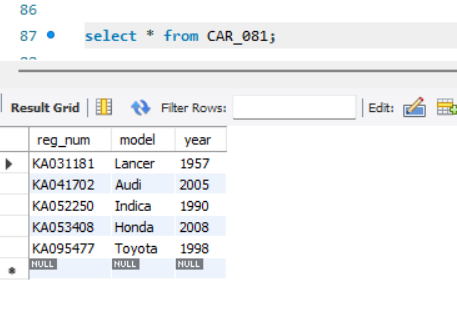 86
87 select * from CAR_081;
Result Grid Filter Rows: Edit:
reg_num model year
KA031181 Lancer 1957
KA041702 Audi 2005
KA052250 Indica 1990
KA053408 Honda 2008
KA095477 Toyota 1998
NULL NULL NULL